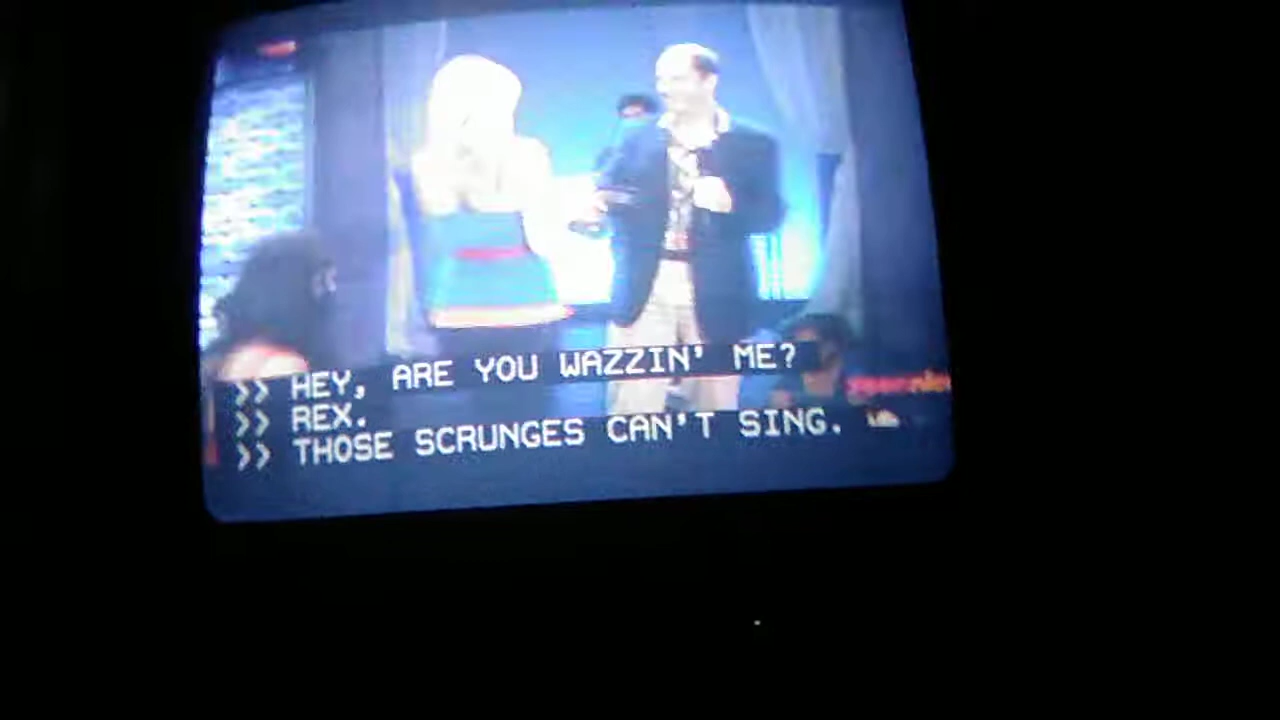 >> HEY, ARE YOU WAZZIN' ME?
>> REX.
>> THOSE SCRUNGES CAN'T SING.